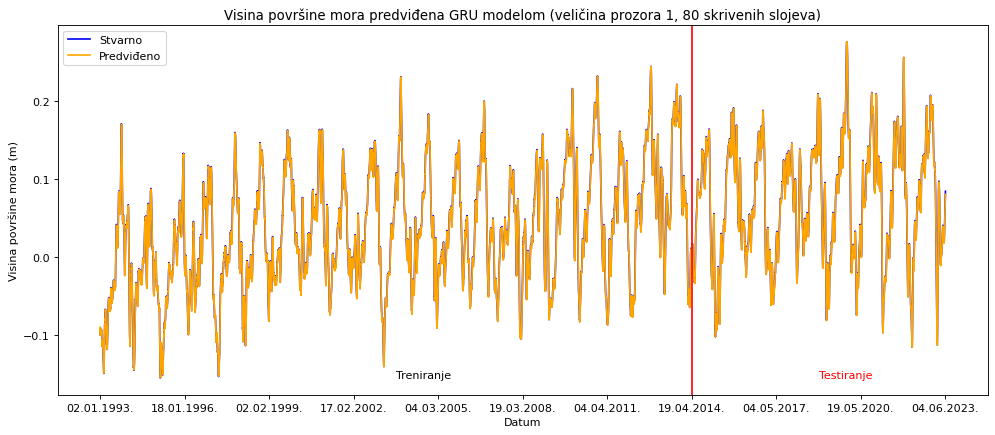 Visina površine mora predviđena GRU modelom (veličina prozora 1, 80 skrivenih slojeva)
Stvarno
Predviđeno
Visina površine mora (m)
0.2
0.1
0.0
−0.1
Treniranje
Testiranje
02.01.1993.
18.01.1996.
02.02.1999.
17.02.2002.
04.03.2005.
19.03.2008.
04.04.2011.
19.04.2014.
04.05.2017.
19.05.2020.
04.06.2023.
Datum